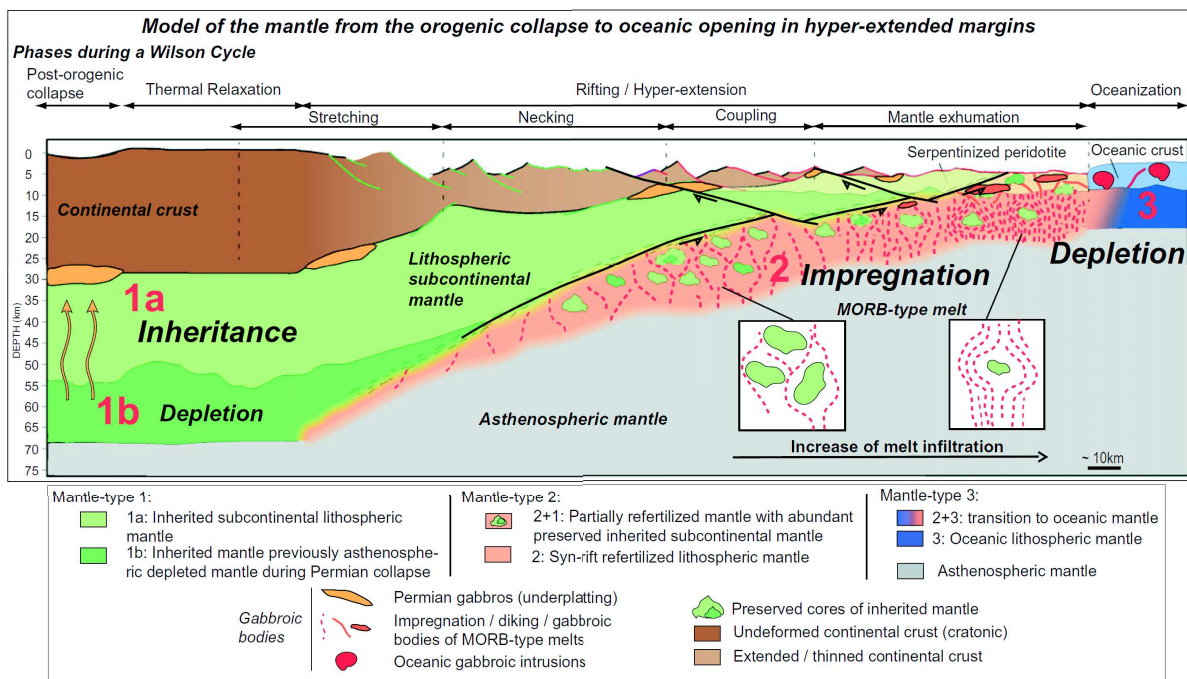 Model of the mantle from the orogenic collapse to oceanic opening in hyper-extended margins
Phases during a Wilson Cycle
Post-orogenic
collapse
Thermal Relaxation
Rifting / Hyper-extension
Oceanization
Stretching
Necking
Coupling
Mantle exhumation
Serpentinized peridotite
Oceanic crust
0
5
10
15
20
25
30
35
40
45
50
55
60
65
70
75
DEPTH (km)
Continental crust
Lithospheric
subcontinental
mantle
1a
Inheritance
1b
Depletion
2
Impregnation
MORB-type melt
3
Depletion
Asthenospheric mantle
Increase of melt infiltration
~ 10km
Mantle-type 1:
1a: Inherited subcontinental lithospheric
mantle
1b: Inherited mantle previously asthenosphe-
ric depleted mantle during Permian collapse
Mantle-type 2:
2+1: Partially refertilized mantle with abundant
preserved inherited subcontinental mantle
2: Syn-rift refertilized lithospheric mantle
Mantle-type 3:
2+3: transition to oceanic mantle
3: Oceanic lithospheric mantle
Asthenospheric mantle
Gabbroic
bodies
Permian gabbros (underplatting)
Impregnation / diking / gabbroic
bodies of MORB-type melts
Oceanic gabbroic intrusions
Preserved cores of inherited mantle
Undeformed continental crust (cratonic)
Extended / thinned continental crust